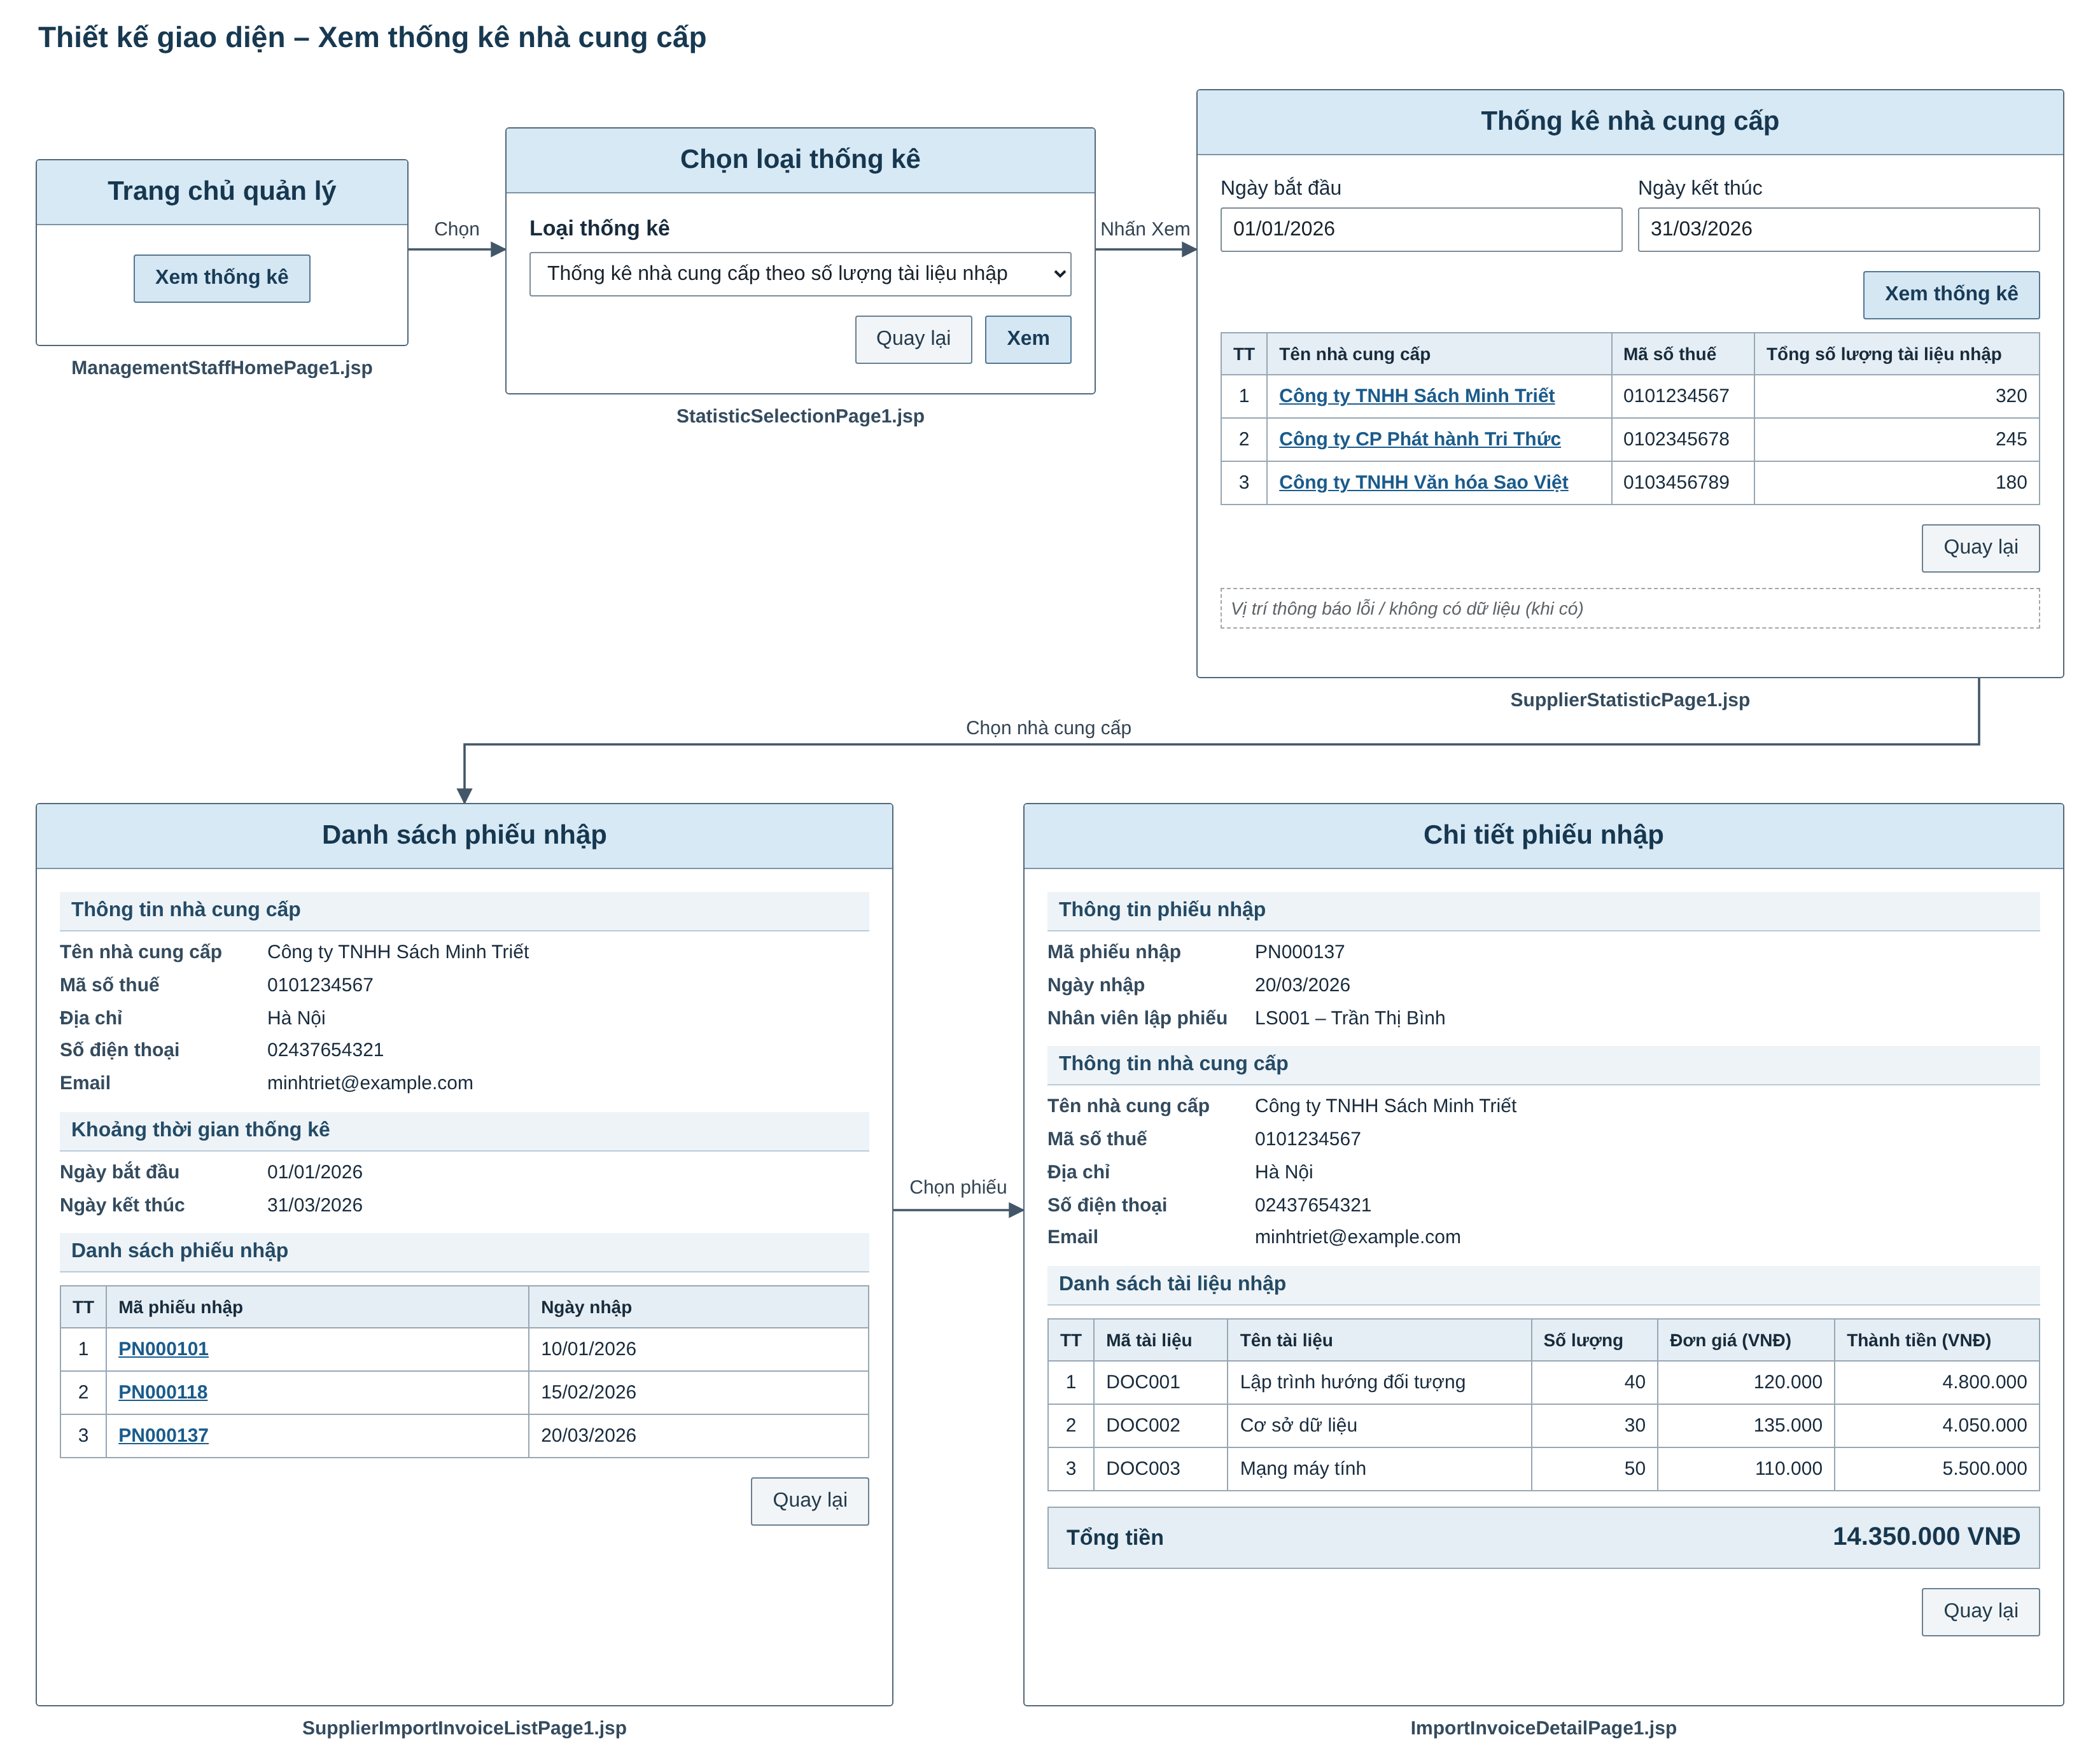 Thiết kế giao diện – Xem thống kê nhà cung cấp
Trang chủ quản lý
Xem thống kê
ManagementStaffHomePage1.jsp
Chọn
Chọn loại thống kê
Loại thống kê
Thống kê nhà cung cấp theo số lượng tài liệu nhập
Quay lại Xem
StatisticSelectionPage1.jsp
Nhấn Xem
Thống kê nhà cung cấp
Ngày bắt đầu Ngày kết thúc
01/01/2026 31/03/2026
Xem thống kê
TT Tên nhà cung cấp Mã số thuế Tổng số lượng tài liệu nhập
1 Công ty TNHH Sách Minh Triết 0101234567 320
2 Công ty CP Phát hành Tri Thức 0102345678 245
3 Công ty TNHH Văn hóa Sao Việt 0103456789 180
Quay lại
Vị trí thông báo lỗi / không có dữ liệu (khi có)
SupplierStatisticPage1.jsp
Chọn nhà cung cấp
Danh sách phiếu nhập
Thông tin nhà cung cấp
Tên nhà cung cấp Công ty TNHH Sách Minh Triết
Mã số thuế 0101234567
Địa chỉ Hà Nội
Số điện thoại 02437654321
Email minhtriet@example.com
Khoảng thời gian thống kê
Ngày bắt đầu 01/01/2026
Ngày kết thúc 31/03/2026
Danh sách phiếu nhập
TT Mã phiếu nhập Ngày nhập
1 PN000101 10/01/2026
2 PN000118 15/02/2026
3 PN000137 20/03/2026
Quay lại
SupplierImportInvoiceListPage1.jsp
Chọn phiếu
Chi tiết phiếu nhập
Thông tin phiếu nhập
Mã phiếu nhập PN000137
Ngày nhập 20/03/2026
Nhân viên lập phiếu LS001 – Trần Thị Bình
Thông tin nhà cung cấp
Tên nhà cung cấp Công ty TNHH Sách Minh Triết
Mã số thuế 0101234567
Địa chỉ Hà Nội
Số điện thoại 02437654321
Email minhtriet@example.com
Danh sách tài liệu nhập
TT Mã tài liệu Tên tài liệu Số lượng Đơn giá (VNĐ) Thành tiền (VNĐ)
1 DOC001 Lập trình hướng đối tượng 40 120.000 4.800.000
2 DOC002 Cơ sở dữ liệu 30 135.000 4.050.000
3 DOC003 Mạng máy tính 50 110.000 5.500.000
Tổng tiền 14.350.000 VNĐ
Quay lại
ImportInvoiceDetailPage1.jsp